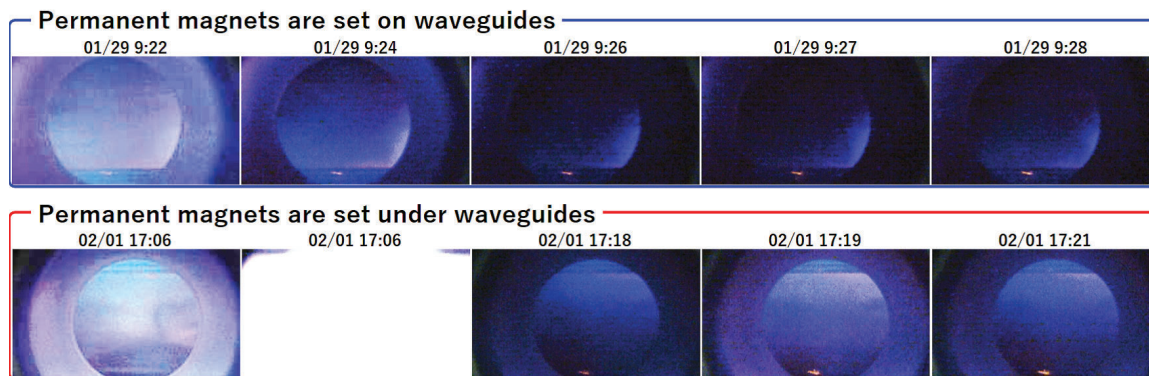 Permanent magnets are set on waveguides
01/29 9:22 01/29 9:24 01/29 9:26 01/29 9:27 01/29 9:28
Permanent magnets are set under waveguides
02/01 17:06 02/01 17:06 02/01 17:18 02/01 17:19 02/01 17:21